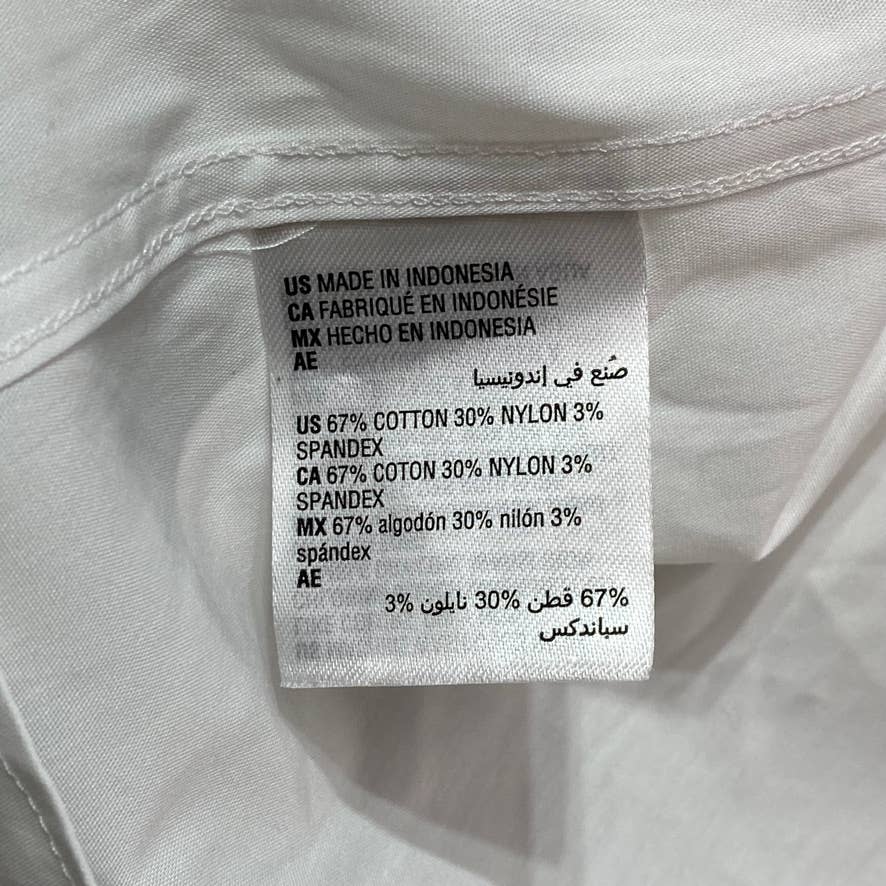 US MADE IN INDONESIA
CA FABRIQUÉ EN INDONÉSIE
MX HECHO EN INDONESIA
AE
صُنع في إندونيسيا
US 67% COTTON 30% NYLON 3%
SPANDEX
CA 67% COTON 30% NYLON 3%
SPANDEX
MX 67% algodón 30% nilón 3%
spándex
AE
67% قطن 30% نايلون 3%
سباندكس